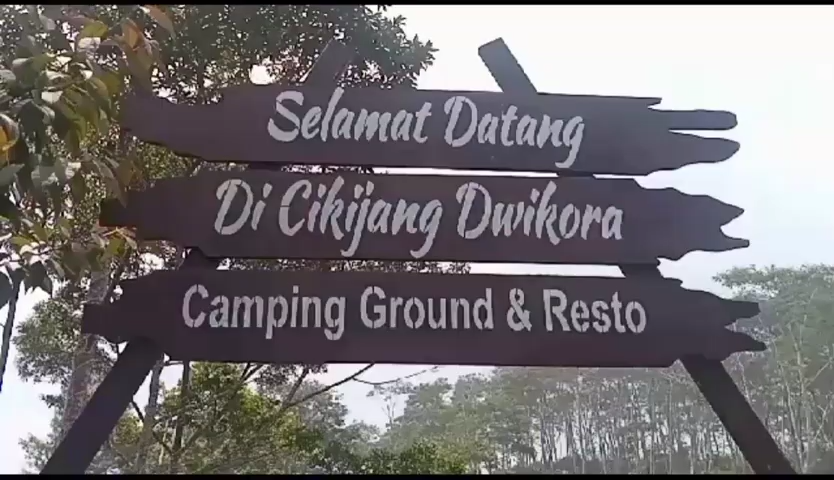 Selamat Datang
Di Cikijang Dwikora
Camping Ground & Resto